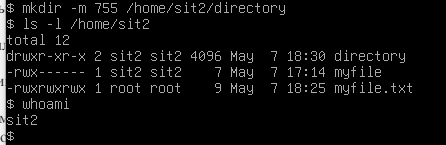 $ mkdir -m 755 /home/sit2/directory
$ ls -l /home/sit2
total 12
drwxr-xr-x 2 sit2 sit2 4096 May  7 18:30 directory
-rwx------ 1 sit2 sit2    7 May  7 17:14 myfile
-rwxrwxrwx 1 root root    9 May  7 18:25 myfile.txt
$ whoami
sit2
$